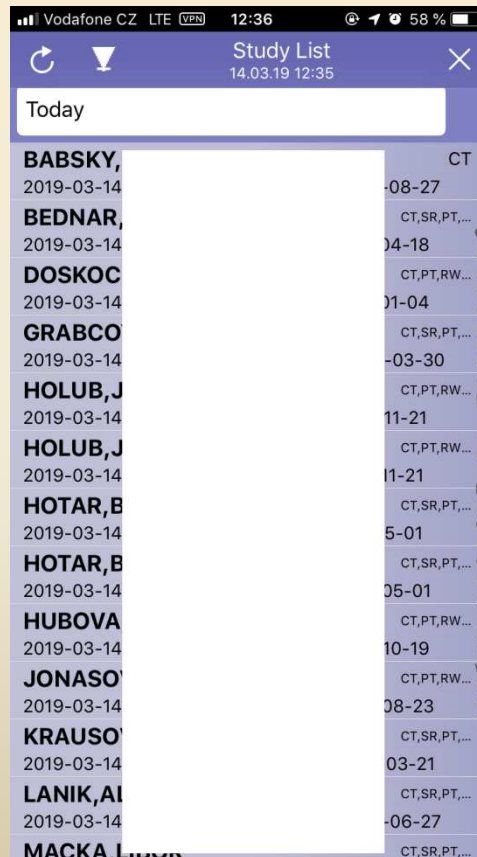 Vodafone CZ LTE VPN 12:36 58 %
Study List
14.03.19 12:35
Today
BABSKY, CT
2019-03-14 -08-27
BEDNAR, CT,SR,PT,...
2019-03-14 04-18
DOSKOC CT,PT,RW...
2019-03-14 01-04
GRABCO CT,SR,PT,...
2019-03-14 -03-30
HOLUB,J CT,PT,RW...
2019-03-14 11-21
HOLUB,J CT,PT,RW...
2019-03-14 11-21
HOTAR,B CT,SR,PT,...
2019-03-14 5-01
HOTAR,B CT,SR,PT,...
2019-03-14 05-01
HUBOVA CT,PT,RW...
2019-03-14 10-19
JONASO CT,PT,RW...
2019-03-14 08-23
KRAUSO CT,SR,PT,...
2019-03-14 03-21
LANIK,AL CT,SR,PT,...
2019-03-14 -06-27
MACKA CT,SR,PT,...